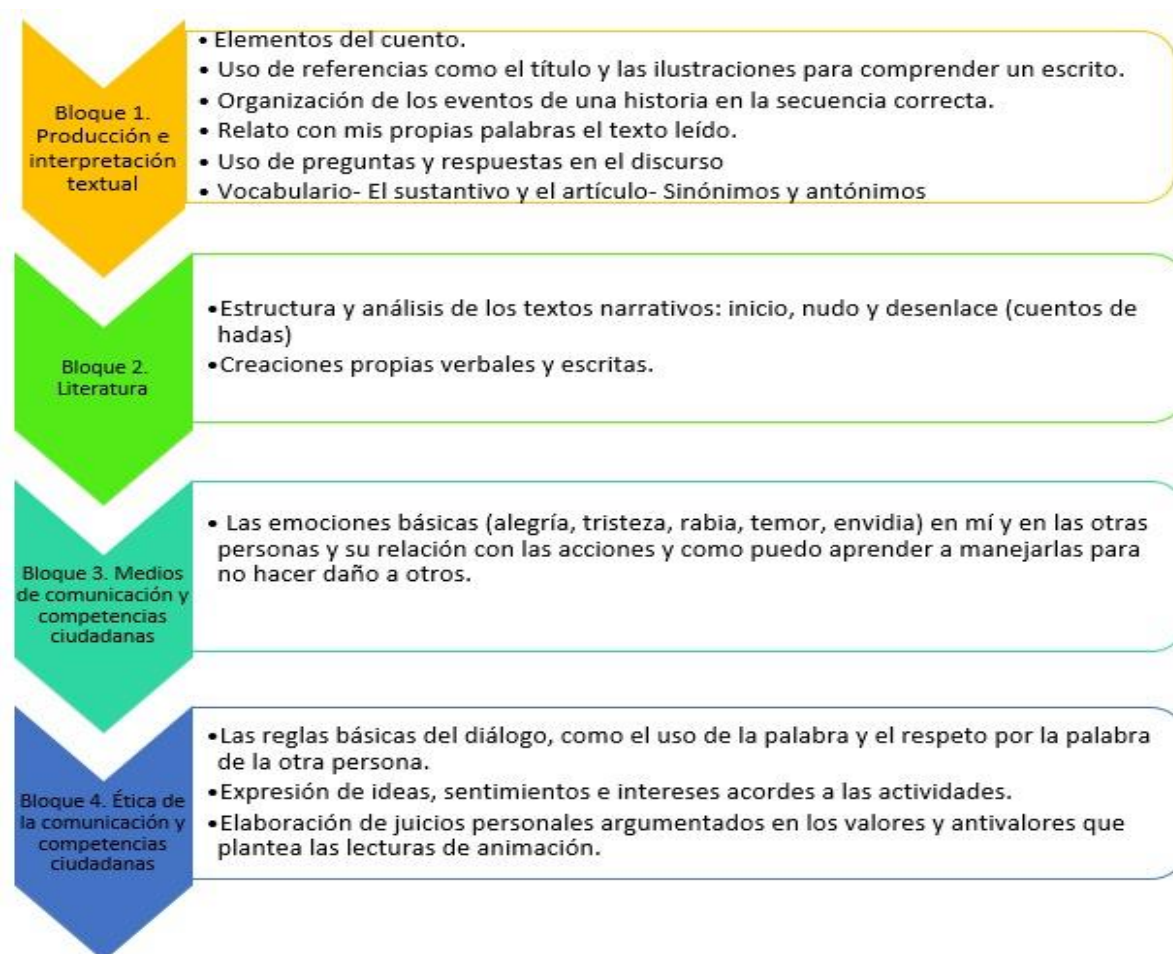 Bloque 1.
Producción e
interpretación
textual
• Elementos del cuento.
• Uso de referencias como el título y las ilustraciones para comprender un escrito.
• Organización de los eventos de una historia en la secuencia correcta.
• Relato con mis propias palabras el texto leído.
• Uso de preguntas y respuestas en el discurso
• Vocabulario- El sustantivo y el artículo- Sinónimos y antónimos
Bloque 2.
Literatura
•Estructura y análisis de los textos narrativos: inicio, nudo y desenlace (cuentos de
hadas)
•Creaciones propias verbales y escritas.
Bloque 3. Medios
de comunicación y
competencias
ciudadanas
• Las emociones básicas (alegría, tristeza, rabia, temor, envidia) en mí y en las otras
personas y su relación con las acciones y como puedo aprender a manejarlas para
no hacer daño a otros.
Bloque 4. Ética de
la comunicación y
competencias
ciudadanas
•Las reglas básicas del diálogo, como el uso de la palabra y el respeto por la palabra
de la otra persona.
•Expresión de ideas, sentimientos e intereses acordes a las actividades.
•Elaboración de juicios personales argumentados en los valores y antivalores que
plantea las lecturas de animación.